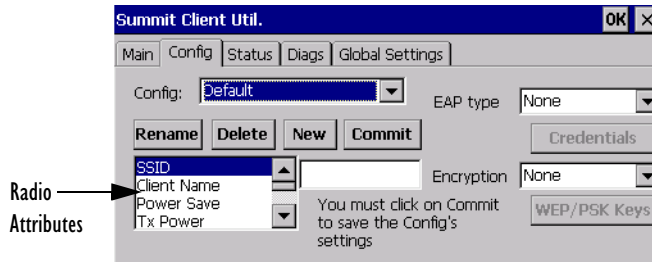 Summit Client Util. OK ×
Main Config Status Diags Global Settings
Config: Default
EAP type None
Rename Delete New Commit
Credentials
SSID
Client Name
Power Save
Tx Power
Encryption None
You must click on Commit
to save the Config's
settings
WEP/PSK Keys
Radio
Attributes